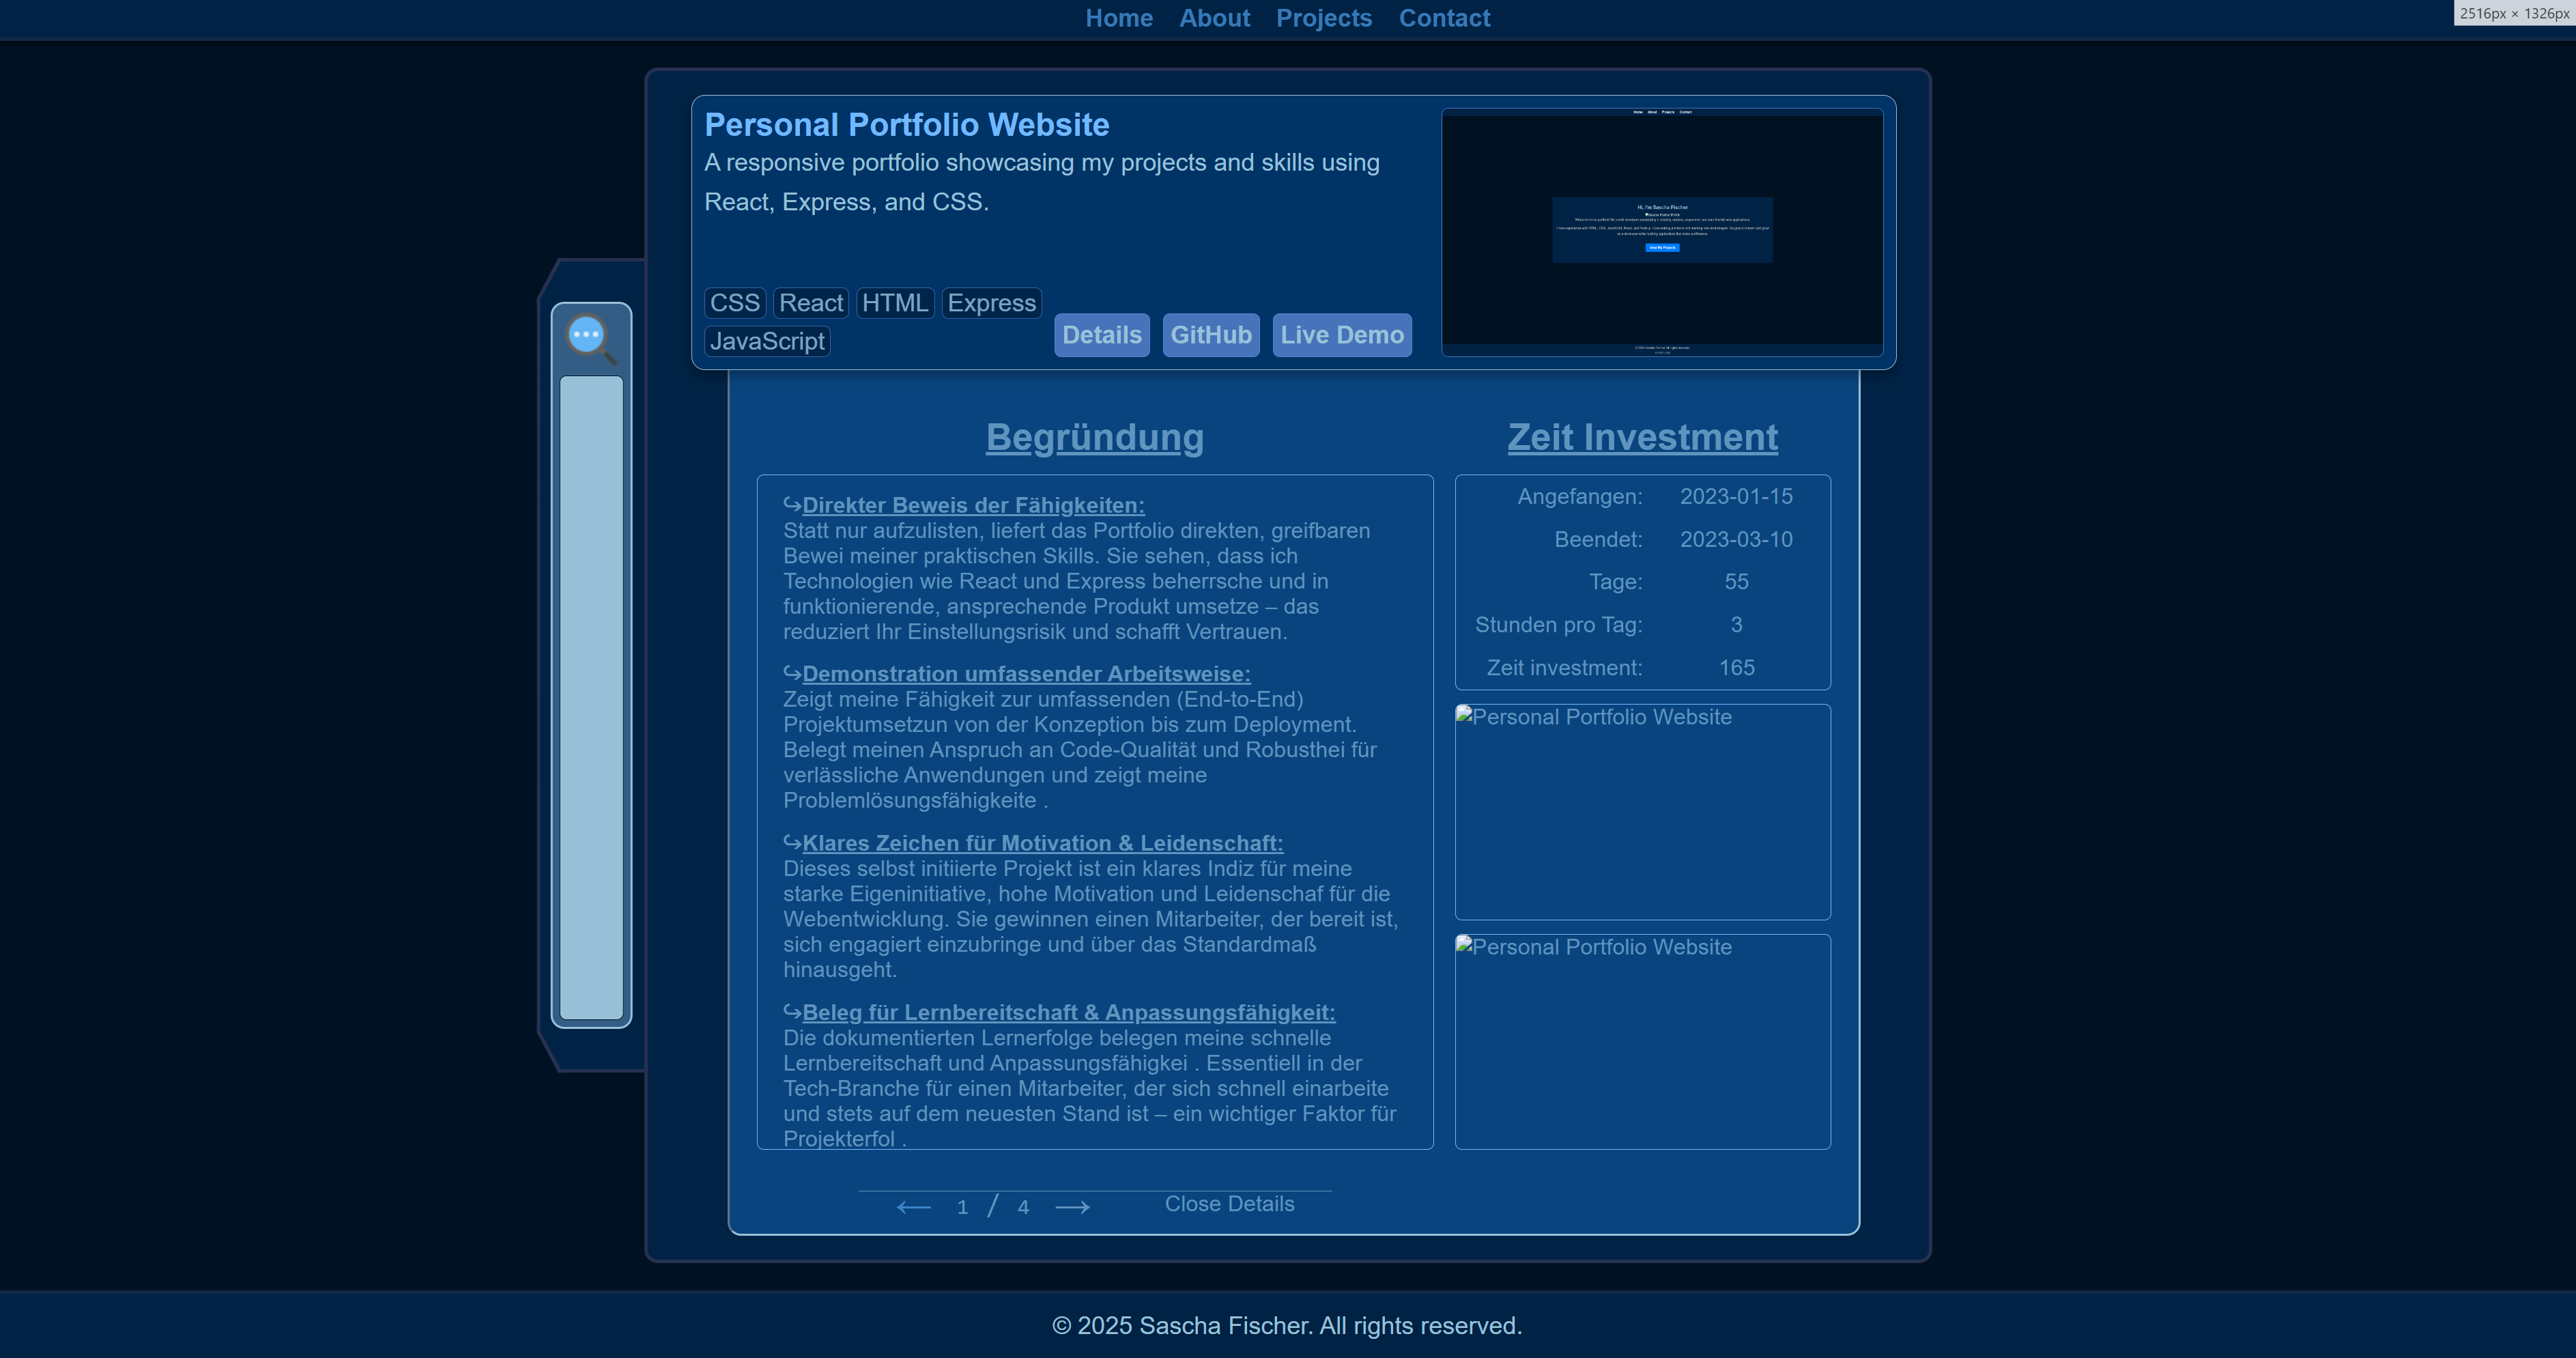 Home About Projects Contact
2516px × 1326px
Personal Portfolio Website
A responsive portfolio showcasing my projects and skills using
React, Express, and CSS.
CSS React HTML Express
JavaScript
Details GitHub Live Demo
Home About Projects Contact
Hi, I'm Sascha Fischer
View My Projects
Begründung
↪Direkter Beweis der Fähigkeiten:
Statt nur aufzulisten, liefert das Portfolio direkten, greifbaren
Bewei meiner praktischen Skills. Sie sehen, dass ich
Technologien wie React und Express beherrsche und in
funktionierende, ansprechende Produkt umsetze – das
reduziert Ihr Einstellungsrisik und schafft Vertrauen.
↪Demonstration umfassender Arbeitsweise:
Zeigt meine Fähigkeit zur umfassenden (End-to-End)
Projektumsetzun von der Konzeption bis zum Deployment.
Belegt meinen Anspruch an Code-Qualität und Robusthei für
verlässliche Anwendungen und zeigt meine
Problemlösungsfähigkeite .
↪Klares Zeichen für Motivation & Leidenschaft:
Dieses selbst initiierte Projekt ist ein klares Indiz für meine
starke Eigeninitiative, hohe Motivation und Leidenschaf für die
Webentwicklung. Sie gewinnen einen Mitarbeiter, der bereit ist,
sich engagiert einzubringe und über das Standardmaß
hinausgeht.
↪Beleg für Lernbereitschaft & Anpassungsfähigkeit:
Die dokumentierten Lernerfolge belegen meine schnelle
Lernbereitschaft und Anpassungsfähigkei . Essentiell in der
Tech-Branche für einen Mitarbeiter, der sich schnell einarbeite
und stets auf dem neuesten Stand ist – ein wichtiger Faktor für
Projekterfol .
Zeit Investment
Angefangen: 2023-01-15
Beendet: 2023-03-10
Tage: 55
Stunden pro Tag: 3
Zeit investment: 165
Personal Portfolio Website
Personal Portfolio Website
← 1 / 4 → Close Details
© 2025 Sascha Fischer. All rights reserved.